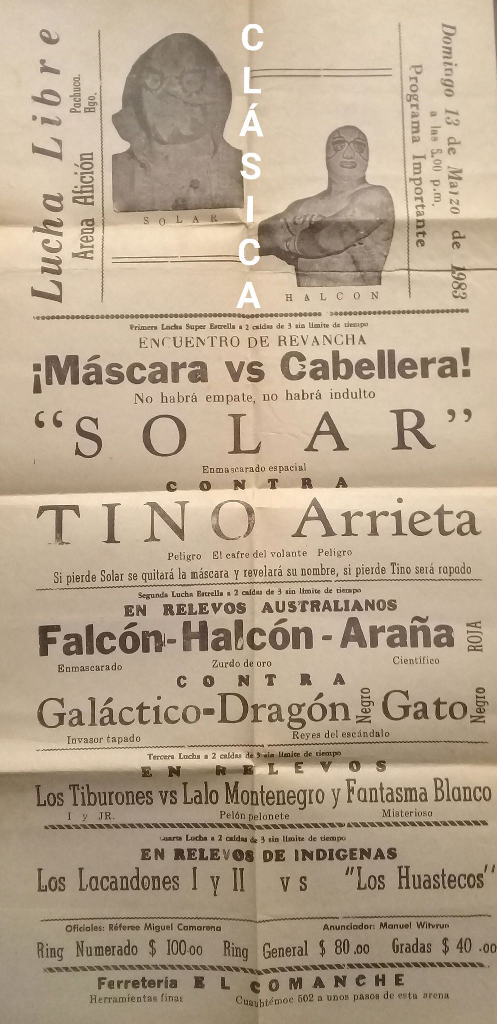 Lucha Libre
Arena Afición
Pachuca.
Hgo.
CLÁSICA
Domingo 13 de Marzo de 1983
a las 5.00 p.m.
Programa Importante
SOLAR
HALCON
Primera Lucha Super Estrella a 2 caídas de 3 sin límite de tiempo
ENCUENTRO DE REVANCHA
¡Máscara vs Cabellera!
No habrá empate, no habrá indulto
“SOLAR”
Enmascarado espacial
CONTRA
TINO Arrieta
Peligro El cafre del volante Peligro
Si pierde Solar se quitará la máscara y revelará su nombre, si pierde Tino será rapado
Segunda Lucha Estrella a 2 caídas de 3 sin límite de tiempo
EN RELEVOS AUSTRALIANOS
Falcón-Halcón - Araña ROJA
Enmascarado Zurdo de oro Científico
CONTRA
Galáctico-Dragón Negro Gato Negro
Invasor tapado Reyes del escándalo
Tercera Lucha a 2 caídas de 3 sin límite de tiempo
EN RELEVOS
Los Tiburones vs Lalo Montenegro y Fantasma Blanco
I y JR. Pelón pelonete Misterioso
Cuarta Lucha a 2 caídas de 3 sin límite de tiempo
EN RELEVOS DE INDIGENAS
Los Lacandones I y II vs "Los Huastecos"
Oficiales: Réferee Miguel Camarena Anunciador: Manuel Witvrun
Ring Numerado $ 100.00 Ring General $ 80.00 Gradas $ 40.00
Ferretería EL COMANCHE
Herramientas finas Cuauhtémoc 502 a unos pasos de esta arena